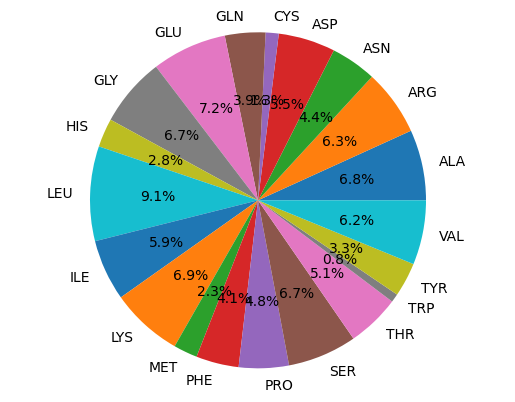 GLN
CYS
ASP
GLU
ASN
GLY
ARG
HIS
ALA
LEU
VAL
ILE
TYR
TRP
LYS
THR
MET
PHE
SER
PRO
3.9%
1.3%
5.5%
7.2%
4.4%
6.7%
6.3%
2.8%
6.8%
9.1%
6.2%
5.9%
3.3%
0.8%
6.9%
5.1%
2.3%
4.1%
4.8%
6.7%